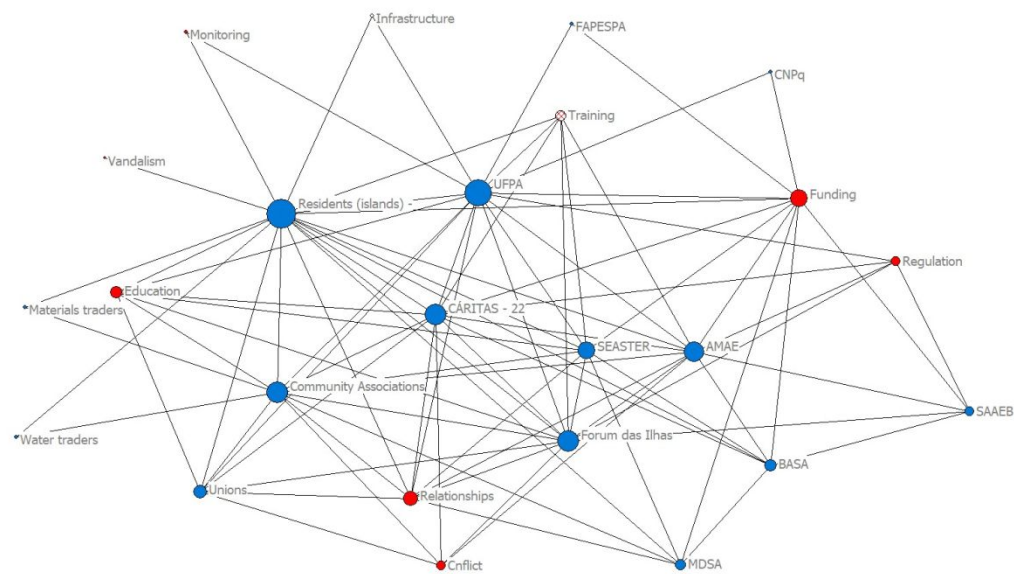 Infrastructure
FAPESPA
Monitoring
CNPq
Training
Vandalism
UFPA
Funding
Residents (islands) -
Regulation
Education
Materials traders
CÁRITAS - 22
SEASTER
AMAE
Community Associations
SAAEB
Water traders
Forum das Ilhas
BASA
Unions
Relationships
Cnflict
MDSA